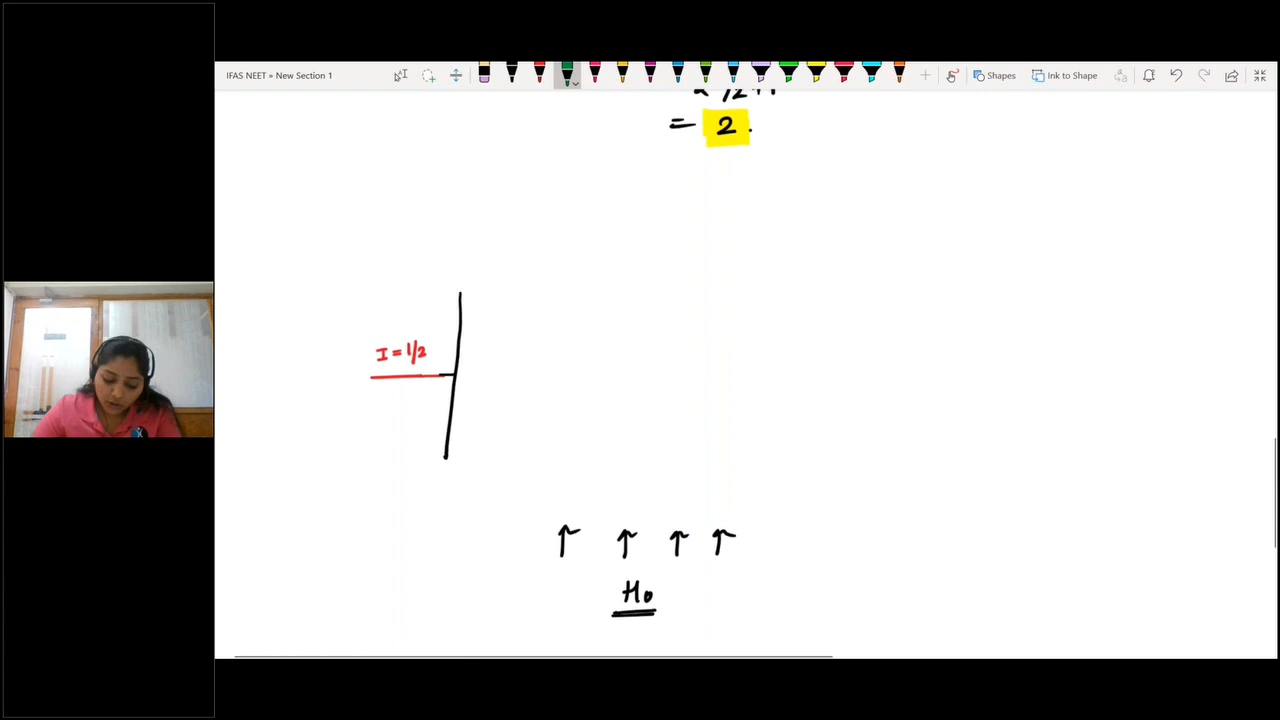 IFAS NEET » New Section 1
Shapes
Ink to Shape
= 2.
I = 1/2
↑ ↑ ↑ ↑
H₀